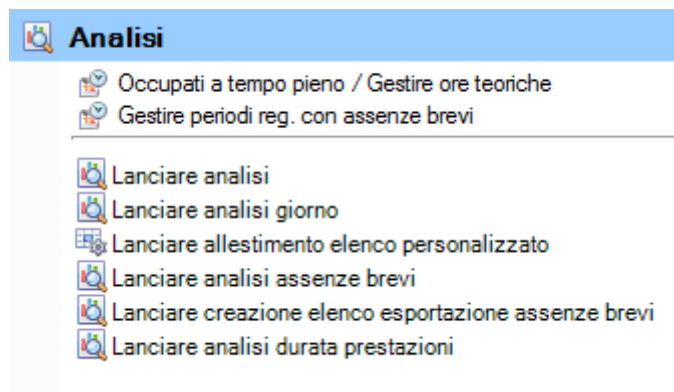 Analisi
Occupati a tempo pieno / Gestire ore teoriche
Gestire periodi reg. con assenze brevi
Lanciare analisi
Lanciare analisi giorno
Lanciare allestimento elenco personalizzato
Lanciare analisi assenze brevi
Lanciare creazione elenco esportazione assenze brevi
Lanciare analisi durata prestazioni